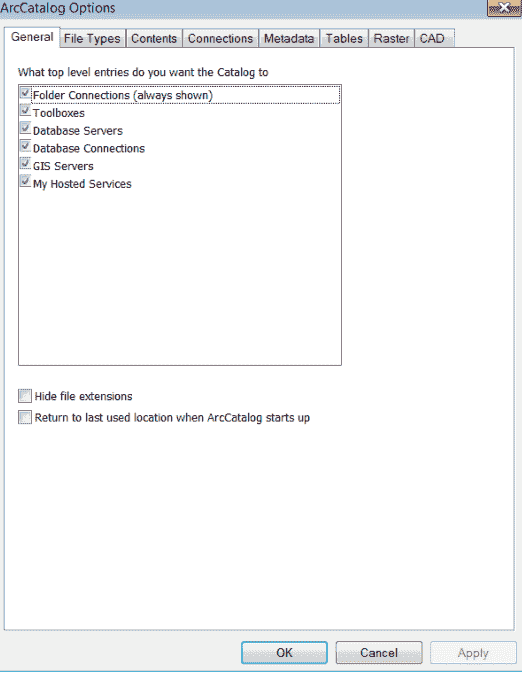 ArcCatalog Options
General File Types Contents Connections Metadata Tables Raster CAD
What top level entries do you want the Catalog to
Folder Connections (always shown)
Toolboxes
Database Servers
Database Connections
GIS Servers
My Hosted Services
Hide file extensions
Return to last used location when ArcCatalog starts up
OK Cancel Apply